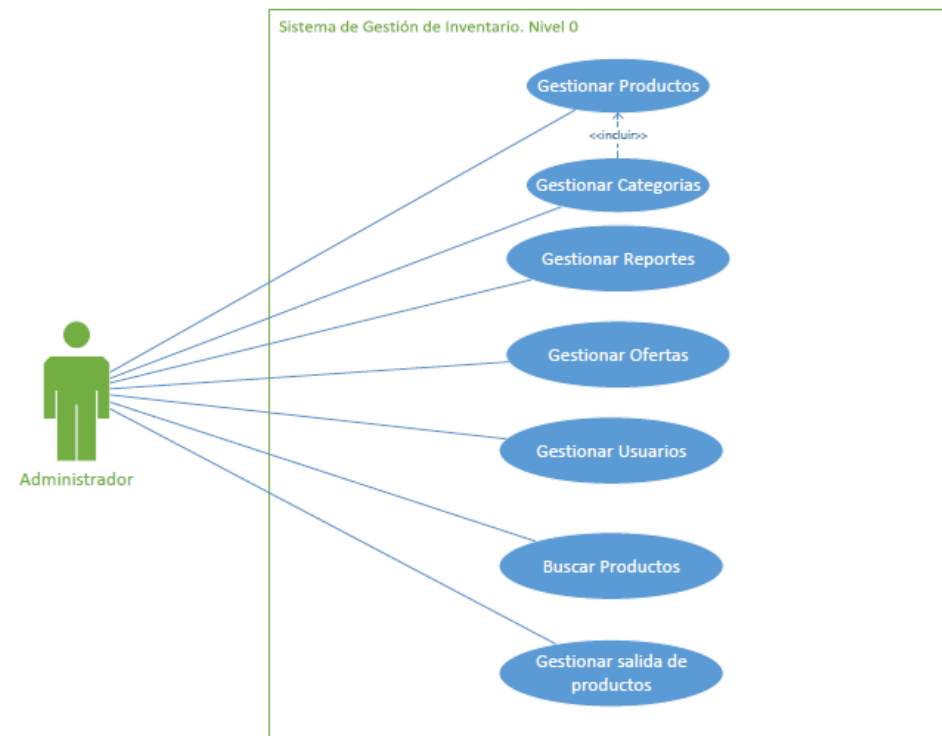 Sistema de Gestión de Inventario. Nivel 0
Gestionar Productos
<<incluir>>
Gestionar Categorias
Gestionar Reportes
Gestionar Ofertas
Administrador
Gestionar Usuarios
Buscar Productos
Gestionar salida de
productos